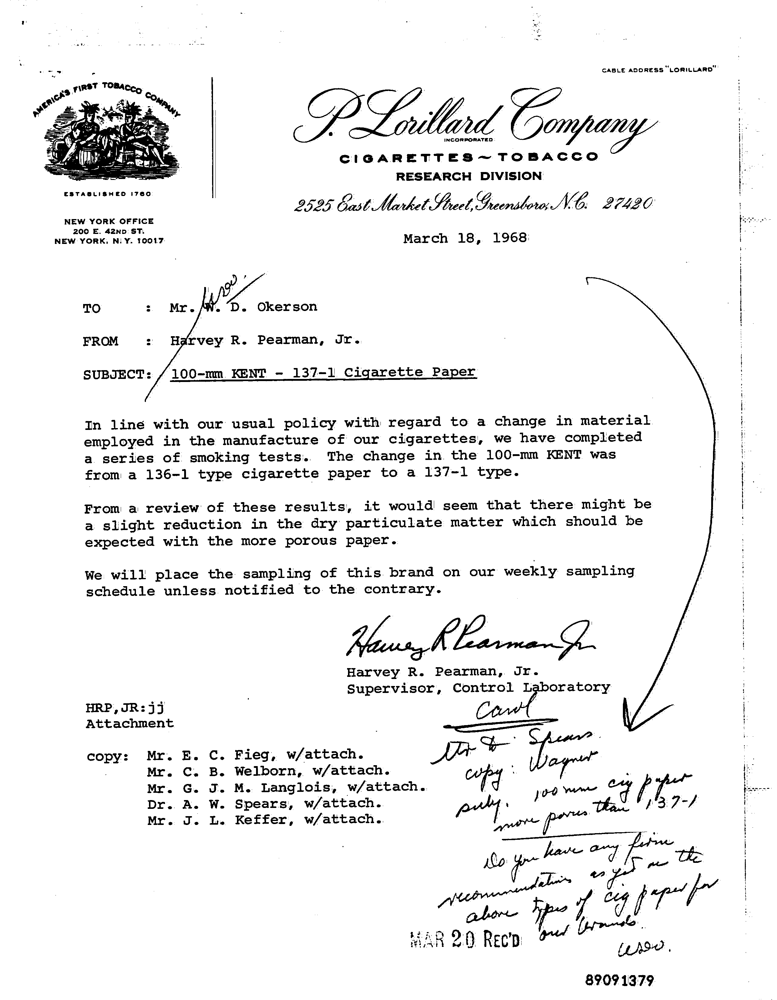 CABLE ADDRESS "LORILLARD"
AMERICA'S FIRST TOBACCO COMPANY
ESTABLISHED 1760
NEW YORK OFFICE
200 E. 42ND ST.
NEW YORK, N.Y. 10017
P. Lorillard Company
INCORPORATED
CIGARETTES ~ TOBACCO
RESEARCH DIVISION
2525 East Market Street, Greensboro, N.C. 27420
March 18, 1968
TO : Mr. W. D. Okerson
FROM : Harvey R. Pearman, Jr.
SUBJECT: 100-mm KENT - 137-1 Cigarette Paper
In line with our usual policy with regard to a change in material
employed in the manufacture of our cigarettes, we have completed
a series of smoking tests. The change in the 100-mm KENT was
from a 136-1 type cigarette paper to a 137-1 type.
From a review of these results, it would seem that there might be
a slight reduction in the dry particulate matter which should be
expected with the more porous paper.
We will place the sampling of this brand on our weekly sampling
schedule unless notified to the contrary.
Harvey R Pearman Jr
Harvey R. Pearman, Jr.
Supervisor, Control Laboratory
HRP,JR:jj
Attachment
copy: Mr. E. C. Fieg, w/attach.
Mr. C. B. Welborn, w/attach.
Mr. G. J. M. Langlois, w/attach.
Dr. A. W. Spears, w/attach.
Mr. J. L. Keffer, w/attach.
Carol
Ltr to Spears
copy: Wagner
subj. 100 mm cig paper
more porus than 137-1
Do you have any firm
recommendations as yet on the
above types of cig paper for
our brands.
MAR 20 REC'D
89091379